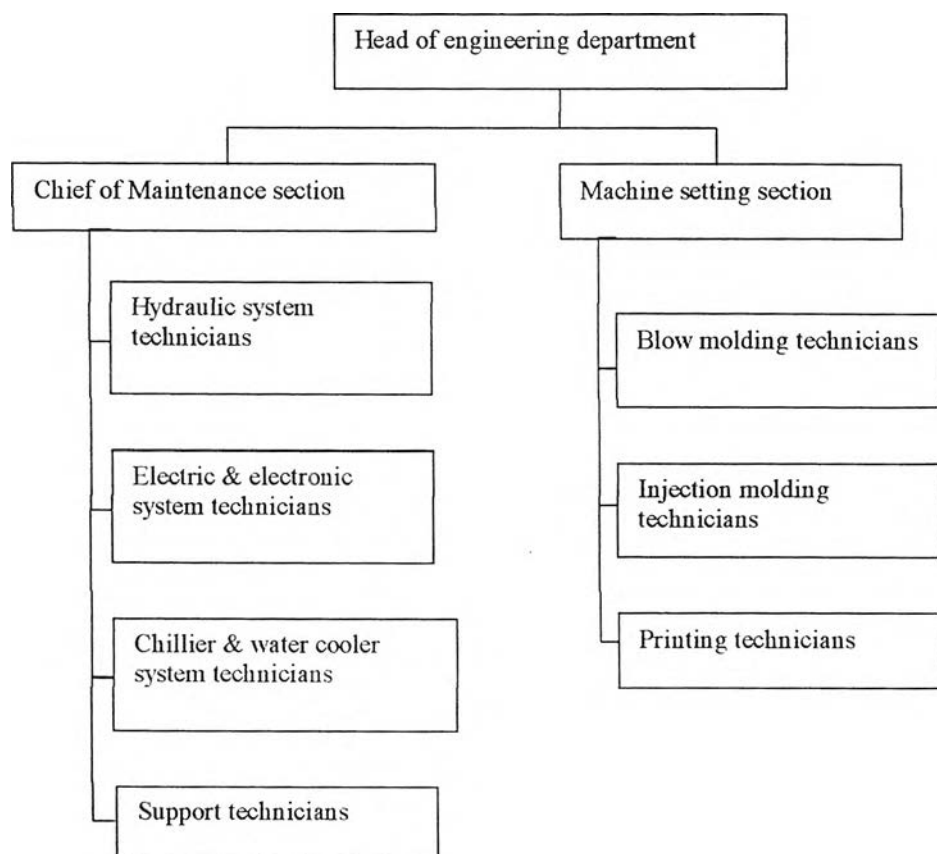 Head of engineering department
Chief of Maintenance section
Machine setting section
Hydraulic system
technicians
Electric & electronic
system technicians
Chillier & water cooler
system technicians
Support technicians
Blow molding technicians
Injection molding
technicians
Printing technicians